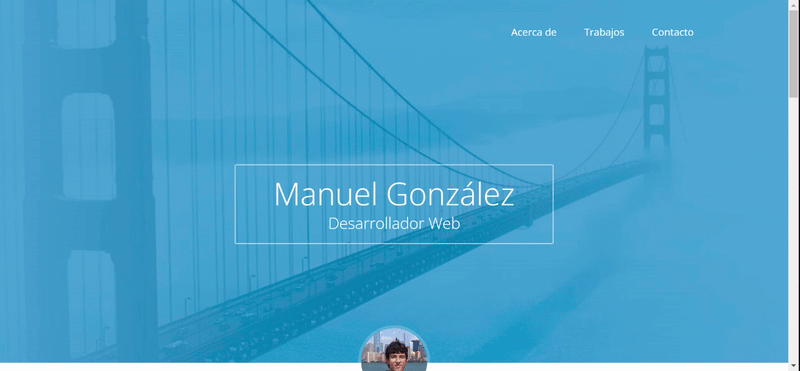 Acerca de
Trabajos
Contacto
Manuel González
Desarrollador Web